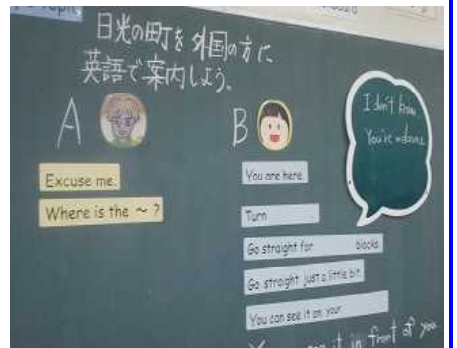 Topic
日光の町を外国の方に
英語で案内しよう。
A
B
I don't know
You're welcome
Excuse me.
Where is the ～ ?
You are here.
Turn .
Go straight for blocks.
Go straight just a little bit.
You can see it on your
it in front of you